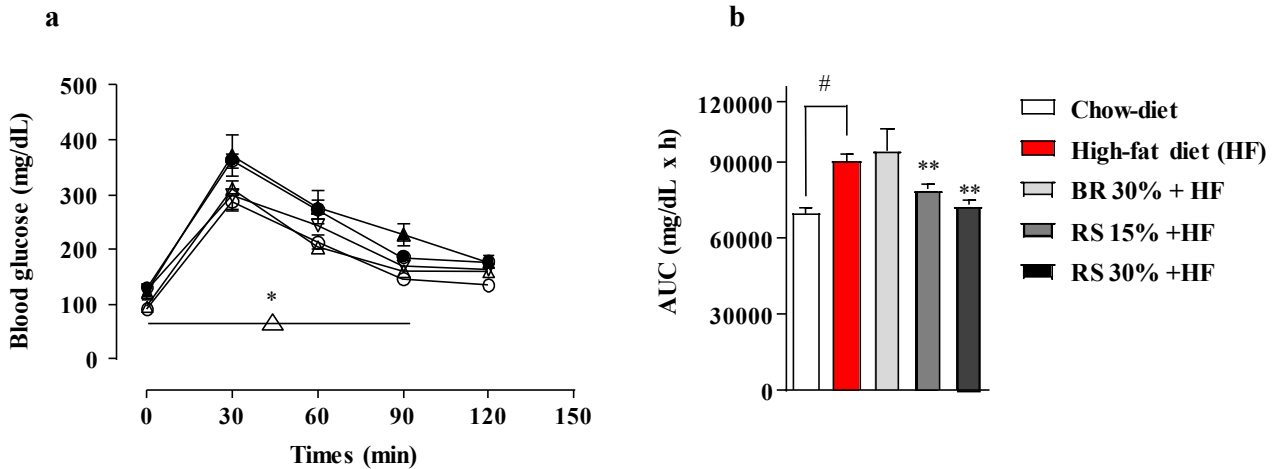 a
b
500
400
300
200
100
0
Blood glucose (mg/dL)
*
0 30 60 90 120 150
Times (min)
120000
90000
60000
30000
0
AUC (mg/dL x h)
#
**
**
Chow-diet
High-fat diet (HF)
BR 30% + HF
RS 15% +HF
RS 30% +HF